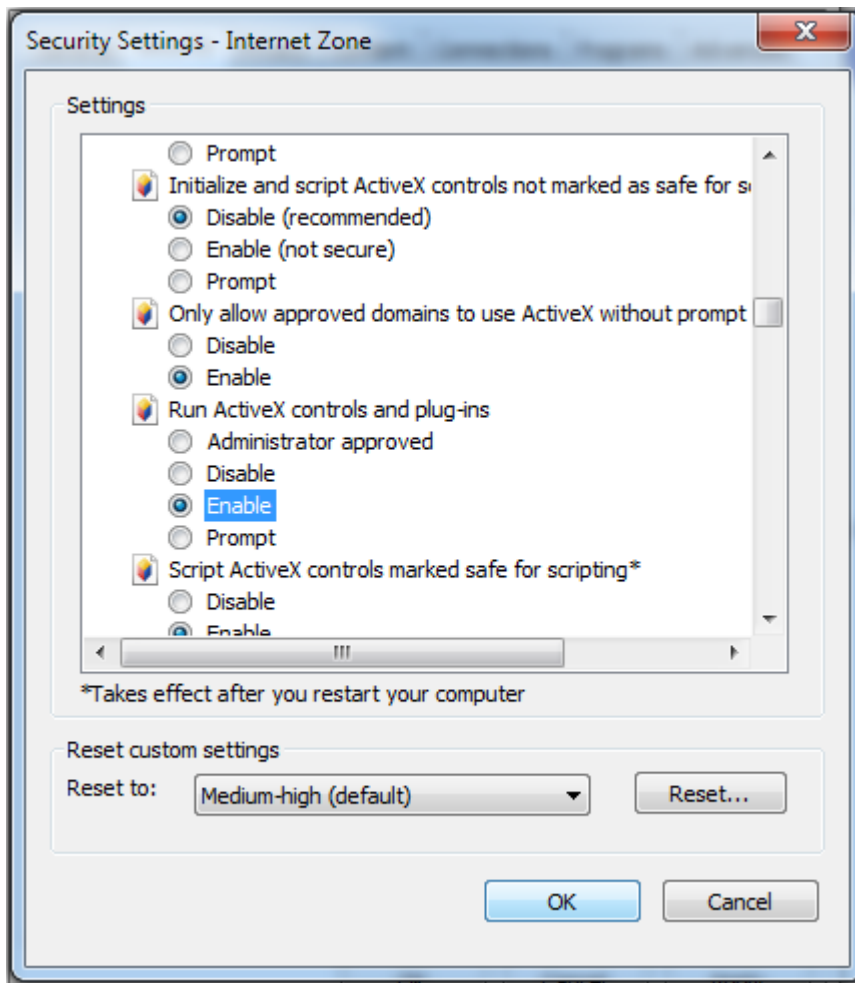 Security Settings - Internet Zone
Settings
Prompt
Initialize and script ActiveX controls not marked as safe for
Disable (recommended)
Enable (not secure)
Prompt
Only allow approved domains to use ActiveX without prompt
Disable
Enable
Run ActiveX controls and plug-ins
Administrator approved
Disable
Enable
Prompt
Script ActiveX controls marked safe for scripting*
Disable
Enable
*Takes effect after you restart your computer
Reset custom settings
Reset to:
Medium-high (default)
Reset...
OK
Cancel